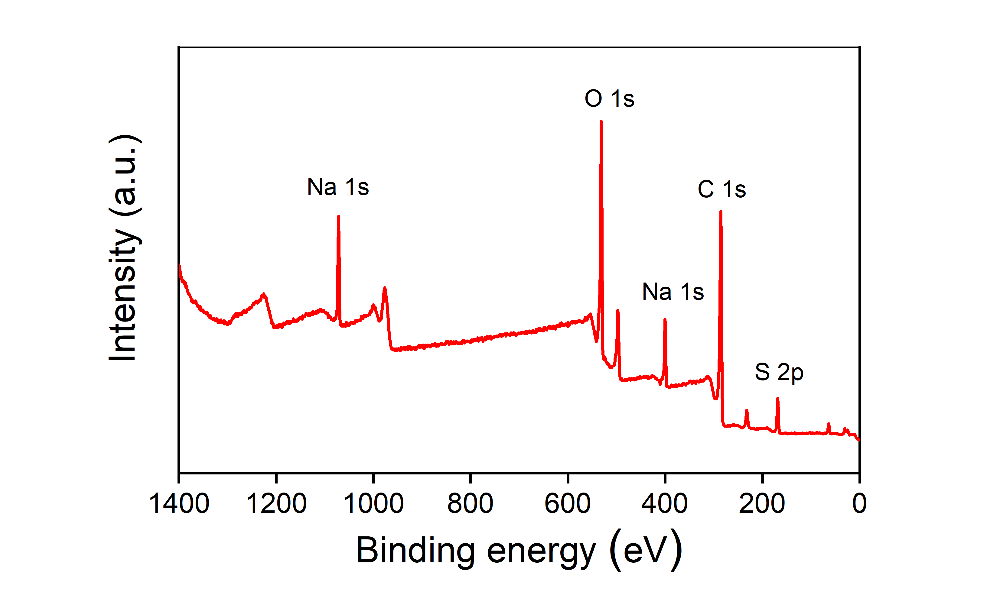 O 1s
Na 1s
C 1s
Na 1s
S 2p
Intensity (a.u.)
1400 1200 1000 800 600 400 200 0
Binding energy (eV)